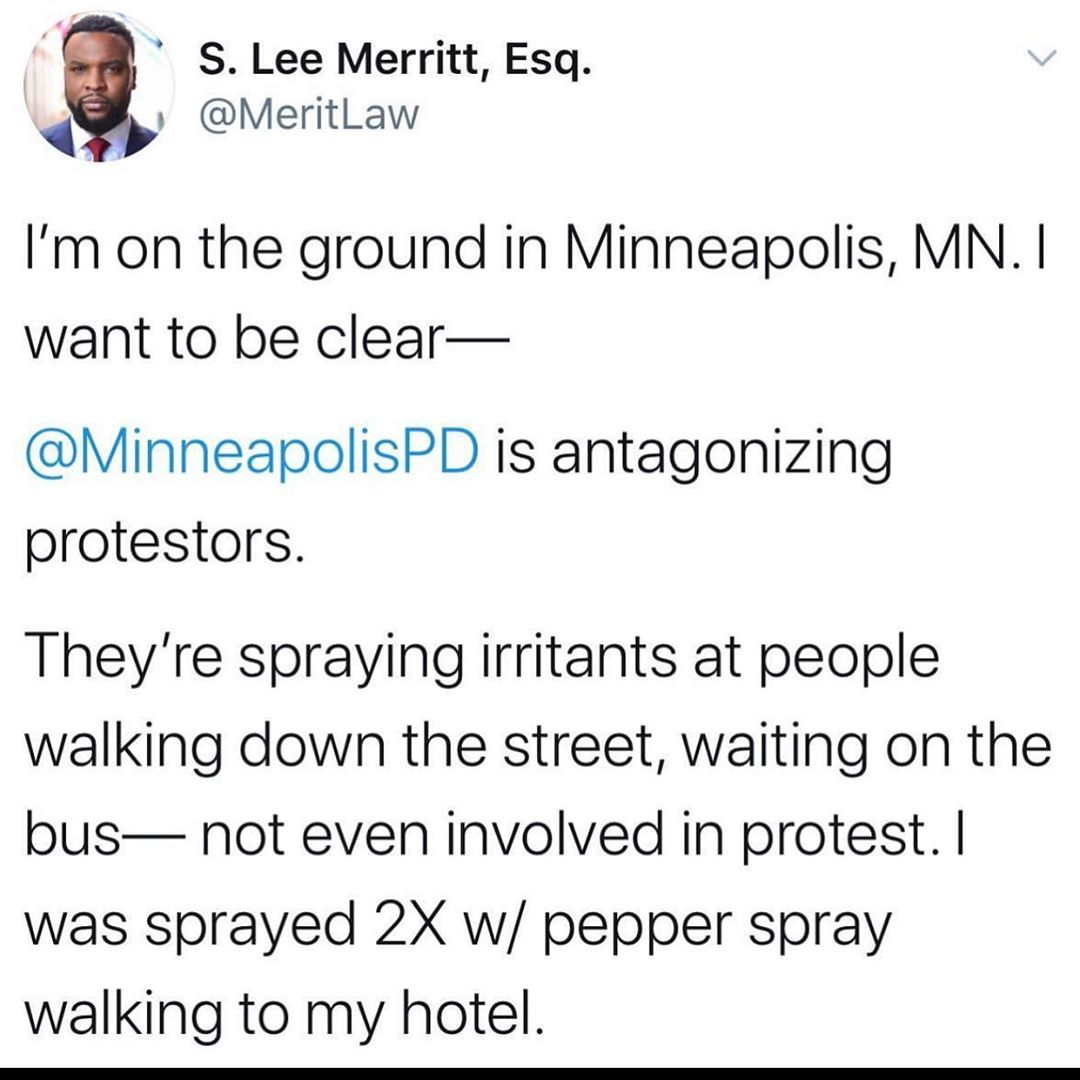 S. Lee Merritt, Esq.
@MeritLaw
I'm on the ground in Minneapolis, MN. I
want to be clear—
@MinneapolisPD is antagonizing
protestors.
They're spraying irritants at people
walking down the street, waiting on the
bus— not even involved in protest. I
was sprayed 2X w/ pepper spray
walking to my hotel.